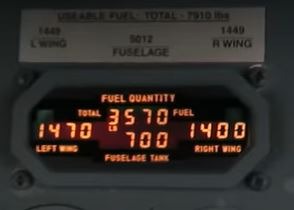 USEABLE FUEL: TOTAL - 7910 lbs
1449 5012 1449
L WING FUSELAGE R WING
FUEL QUANTITY
TOTAL 3570 FUEL
LB
1470 700 1400
LEFT WING RIGHT WING
FUSELAGE TANK